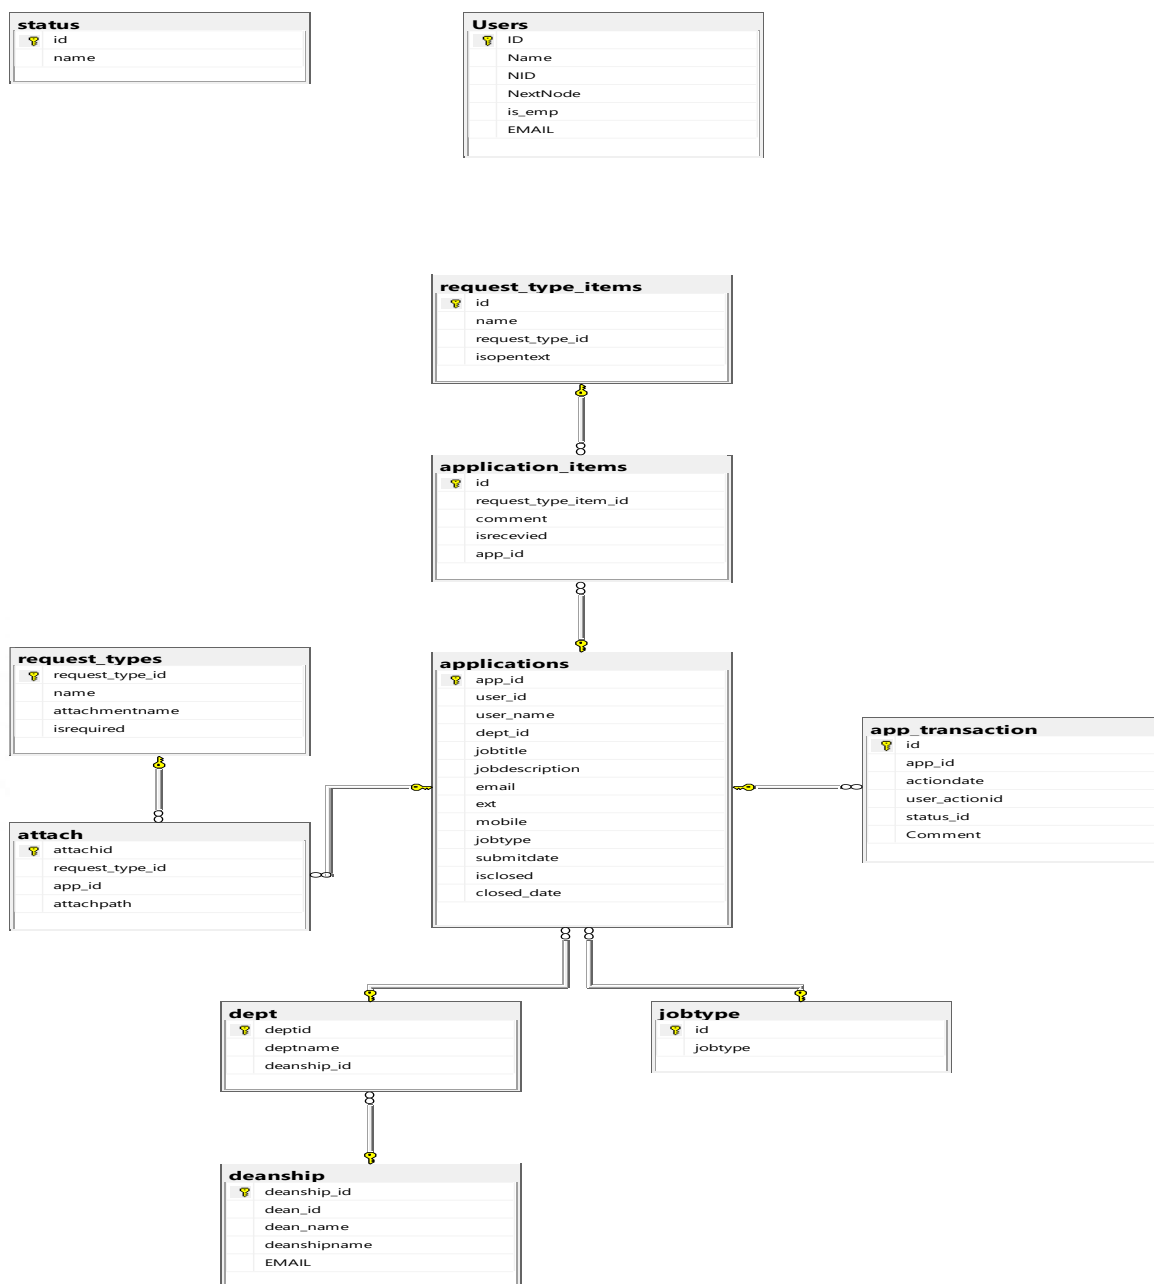 status
id
name
Users
ID
Name
NID
NextNode
is_emp
EMAIL
request_type_items
id
name
request_type_id
isopentext
application_items
id
request_type_item_id
comment
isrecevied
app_id
request_types
request_type_id
name
attachmentname
isrequired
applications
app_id
user_id
user_name
dept_id
jobtitle
jobdescription
email
ext
mobile
jobtype
submitdate
isclosed
closed_date
app_transaction
id
app_id
actiondate
user_actionid
status_id
Comment
attach
attachid
request_type_id
app_id
attachpath
dept
deptid
deptname
deanship_id
jobtype
id
jobtype
deanship
deanship_id
dean_id
dean_name
deanshipname
EMAIL